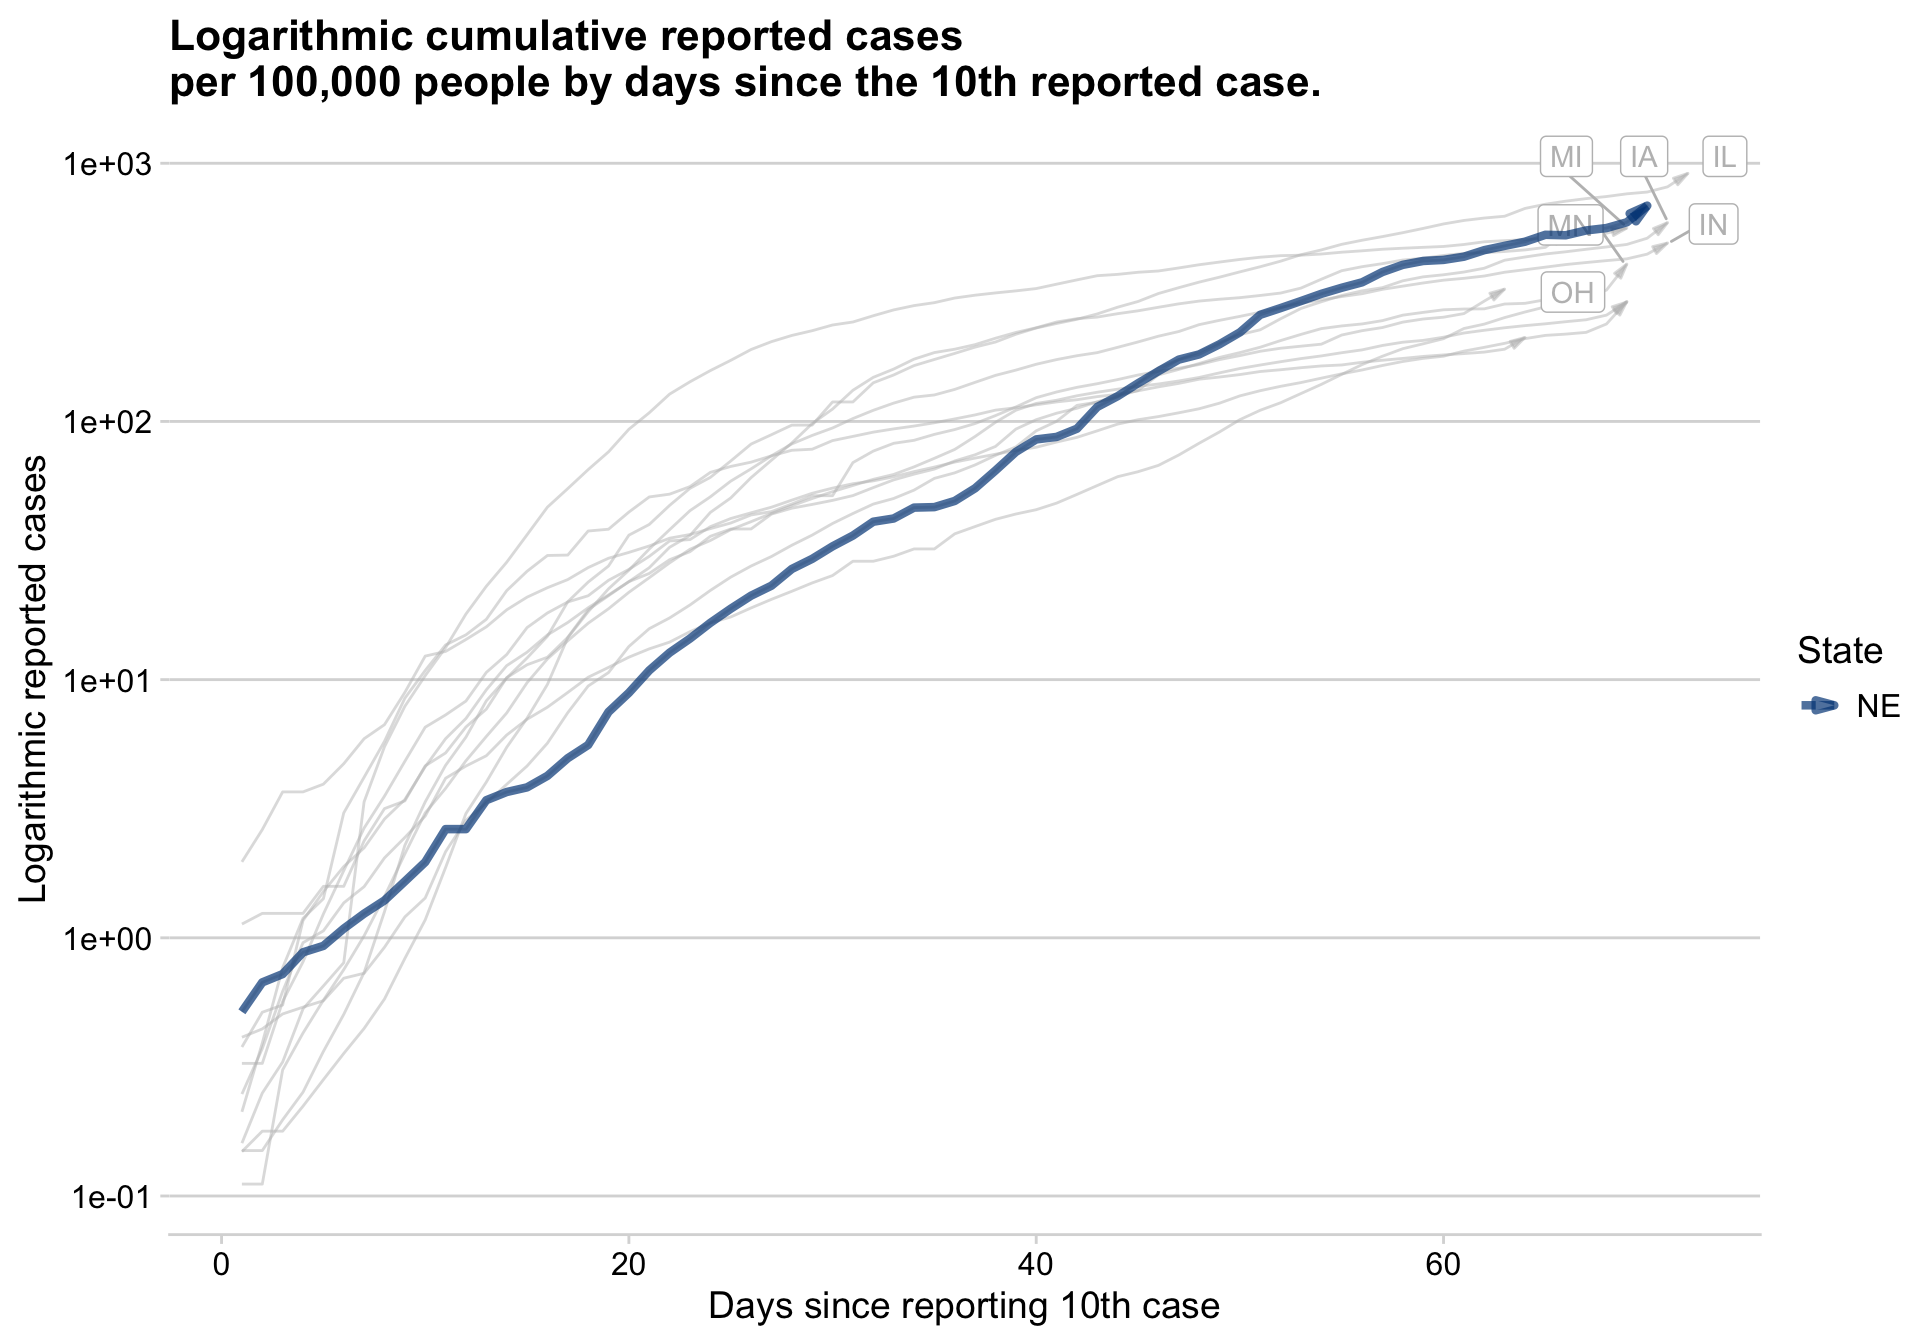 Logarithmic cumulative reported cases
per 100,000 people by days since the 10th reported case.
1e+03
1e+02
1e+01
1e+00
1e-01
Logarithmic reported cases
MI
IA
IL
MN
IN
OH
State
NE
0
20
40
60
Days since reporting 10th case